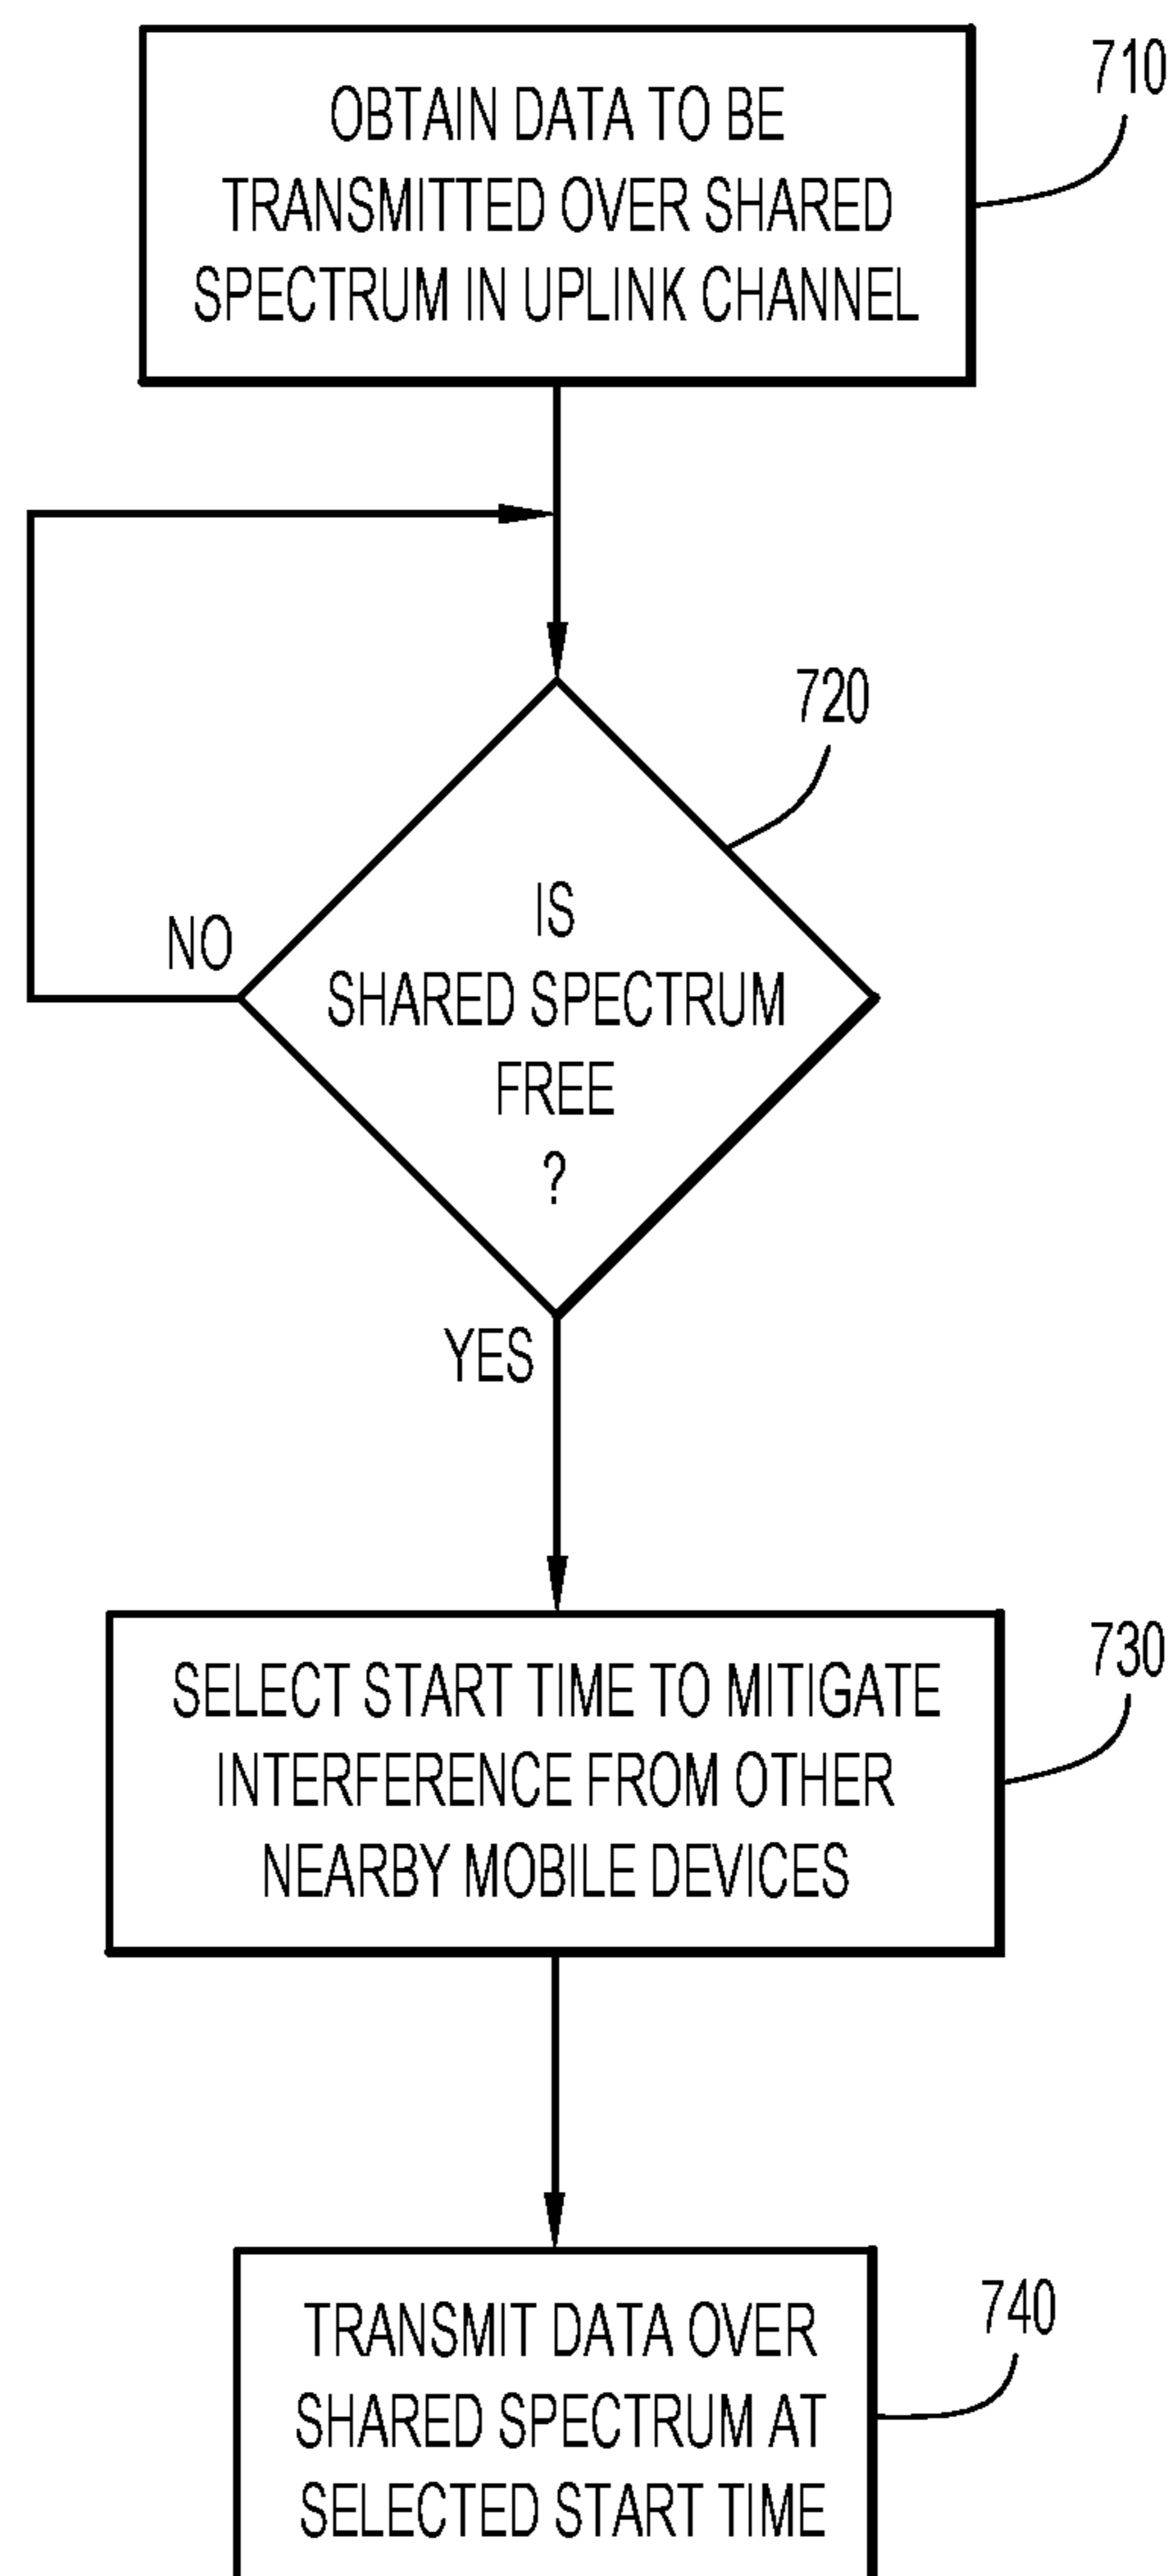 OBTAIN DATA TO BE
TRANSMITTED OVER SHARED
SPECTRUM IN UPLINK CHANNEL
710
720
IS
SHARED SPECTRUM
FREE
?
NO
YES
SELECT START TIME TO MITIGATE
INTERFERENCE FROM OTHER
NEARBY MOBILE DEVICES
730
TRANSMIT DATA OVER
SHARED SPECTRUM AT
SELECTED START TIME
740